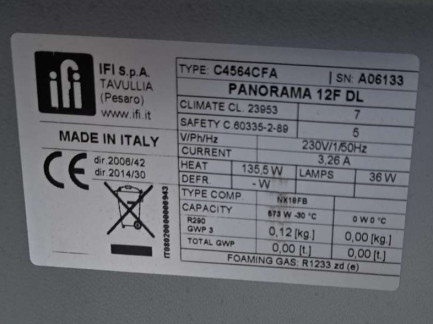 ifi
IFI S.p.A.
TAVULLIA
(Pesaro)
www.ifi.it
MADE IN ITALY
CE dir.2006/42
dir.2014/30
IT08020000000943
TYPE: C4564CFA SN: A06133
PANORAMA 12F DL
CLIMATE CL. 23953 7
SAFETY C.60335-2-89 5
V/Ph/Hz 230V/1/50Hz
CURRENT 3,26 A
HEAT 135,5 W LAMPS 36 W
DEFR. - W
TYPE COMP. NX18FB
CAPACITY 673 W -30 °C 0 W 0 °C
R290
GWP 3 0,12 [kg.] 0,00 [kg.]
TOTAL GWP 0,00 [t.] 0,00 [t.]
FOAMING GAS: R1233 zd (e)